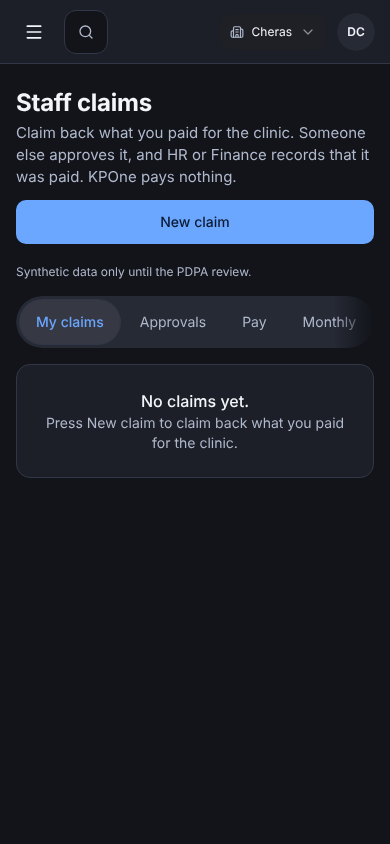 Cheras
DC
Staff claims
Claim back what you paid for the clinic. Someone
else approves it, and HR or Finance records that it
was paid. KPOne pays nothing.
New claim
Synthetic data only until the PDPA review.
My claims
Approvals
Pay
Monthly
No claims yet.
Press New claim to claim back what you paid
for the clinic.